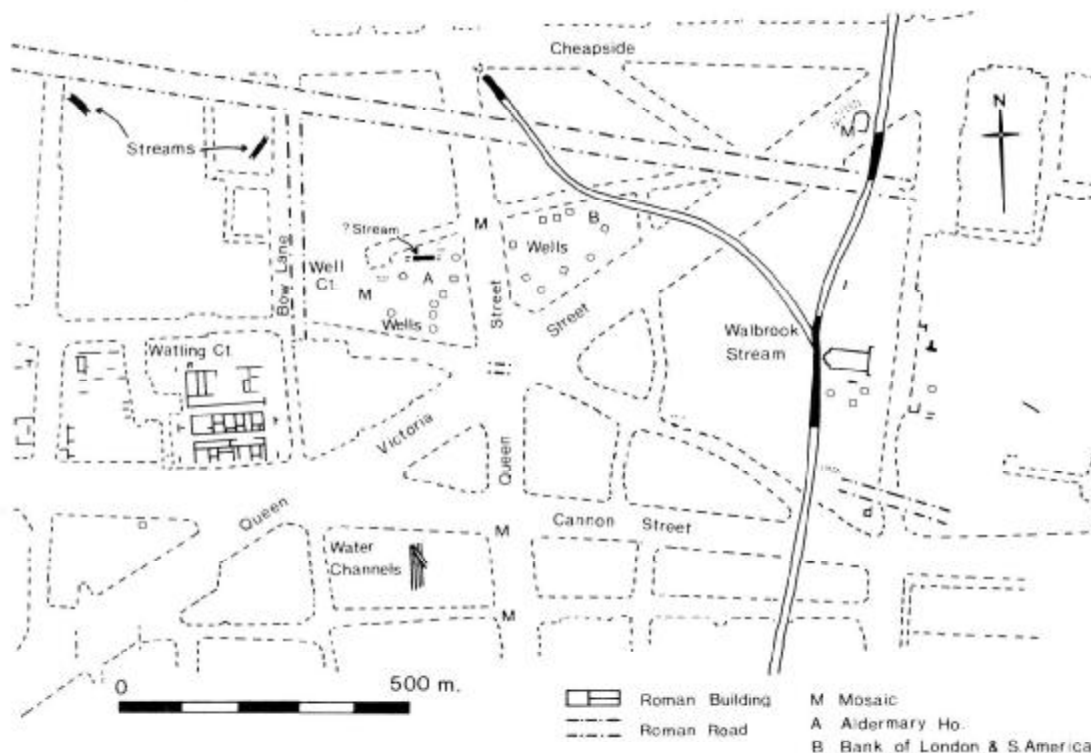 Cheapside
N
M
Streams
? Stream
M
B
Wells
Bow Lane
Well
Ct.
A
M
Wells
Street
Street
Walbrook
Stream
Watling Ct.
Victoria
Queen
Queen
M
Cannon Street
Water
Channels
M
0 500 m.
Roman Building
Roman Road
M Mosaic
A Aldermary Ho.
B Bank of London & S. America